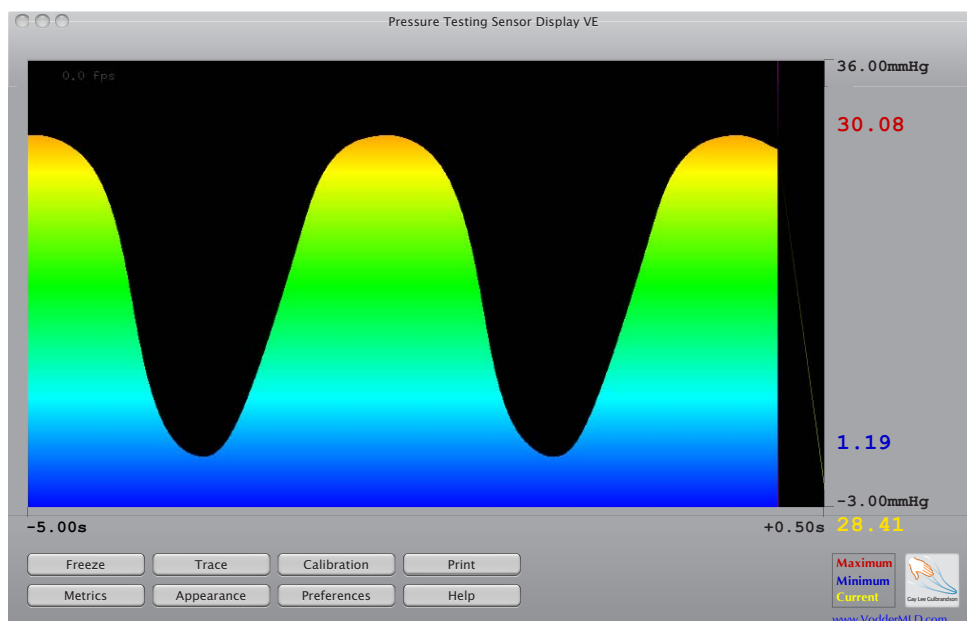 Pressure Testing Sensor Display VE
0.0 fps
36.00mmHg
30.08
1.19
-3.00mmHg
-5.00s
+0.50s
28.41
Freeze
Trace
Calibration
Print
Metrics
Appearance
Preferences
Help
Maximum
Minimum
Current
Gay Lee Gulbrandson
www.VodderMLD.com